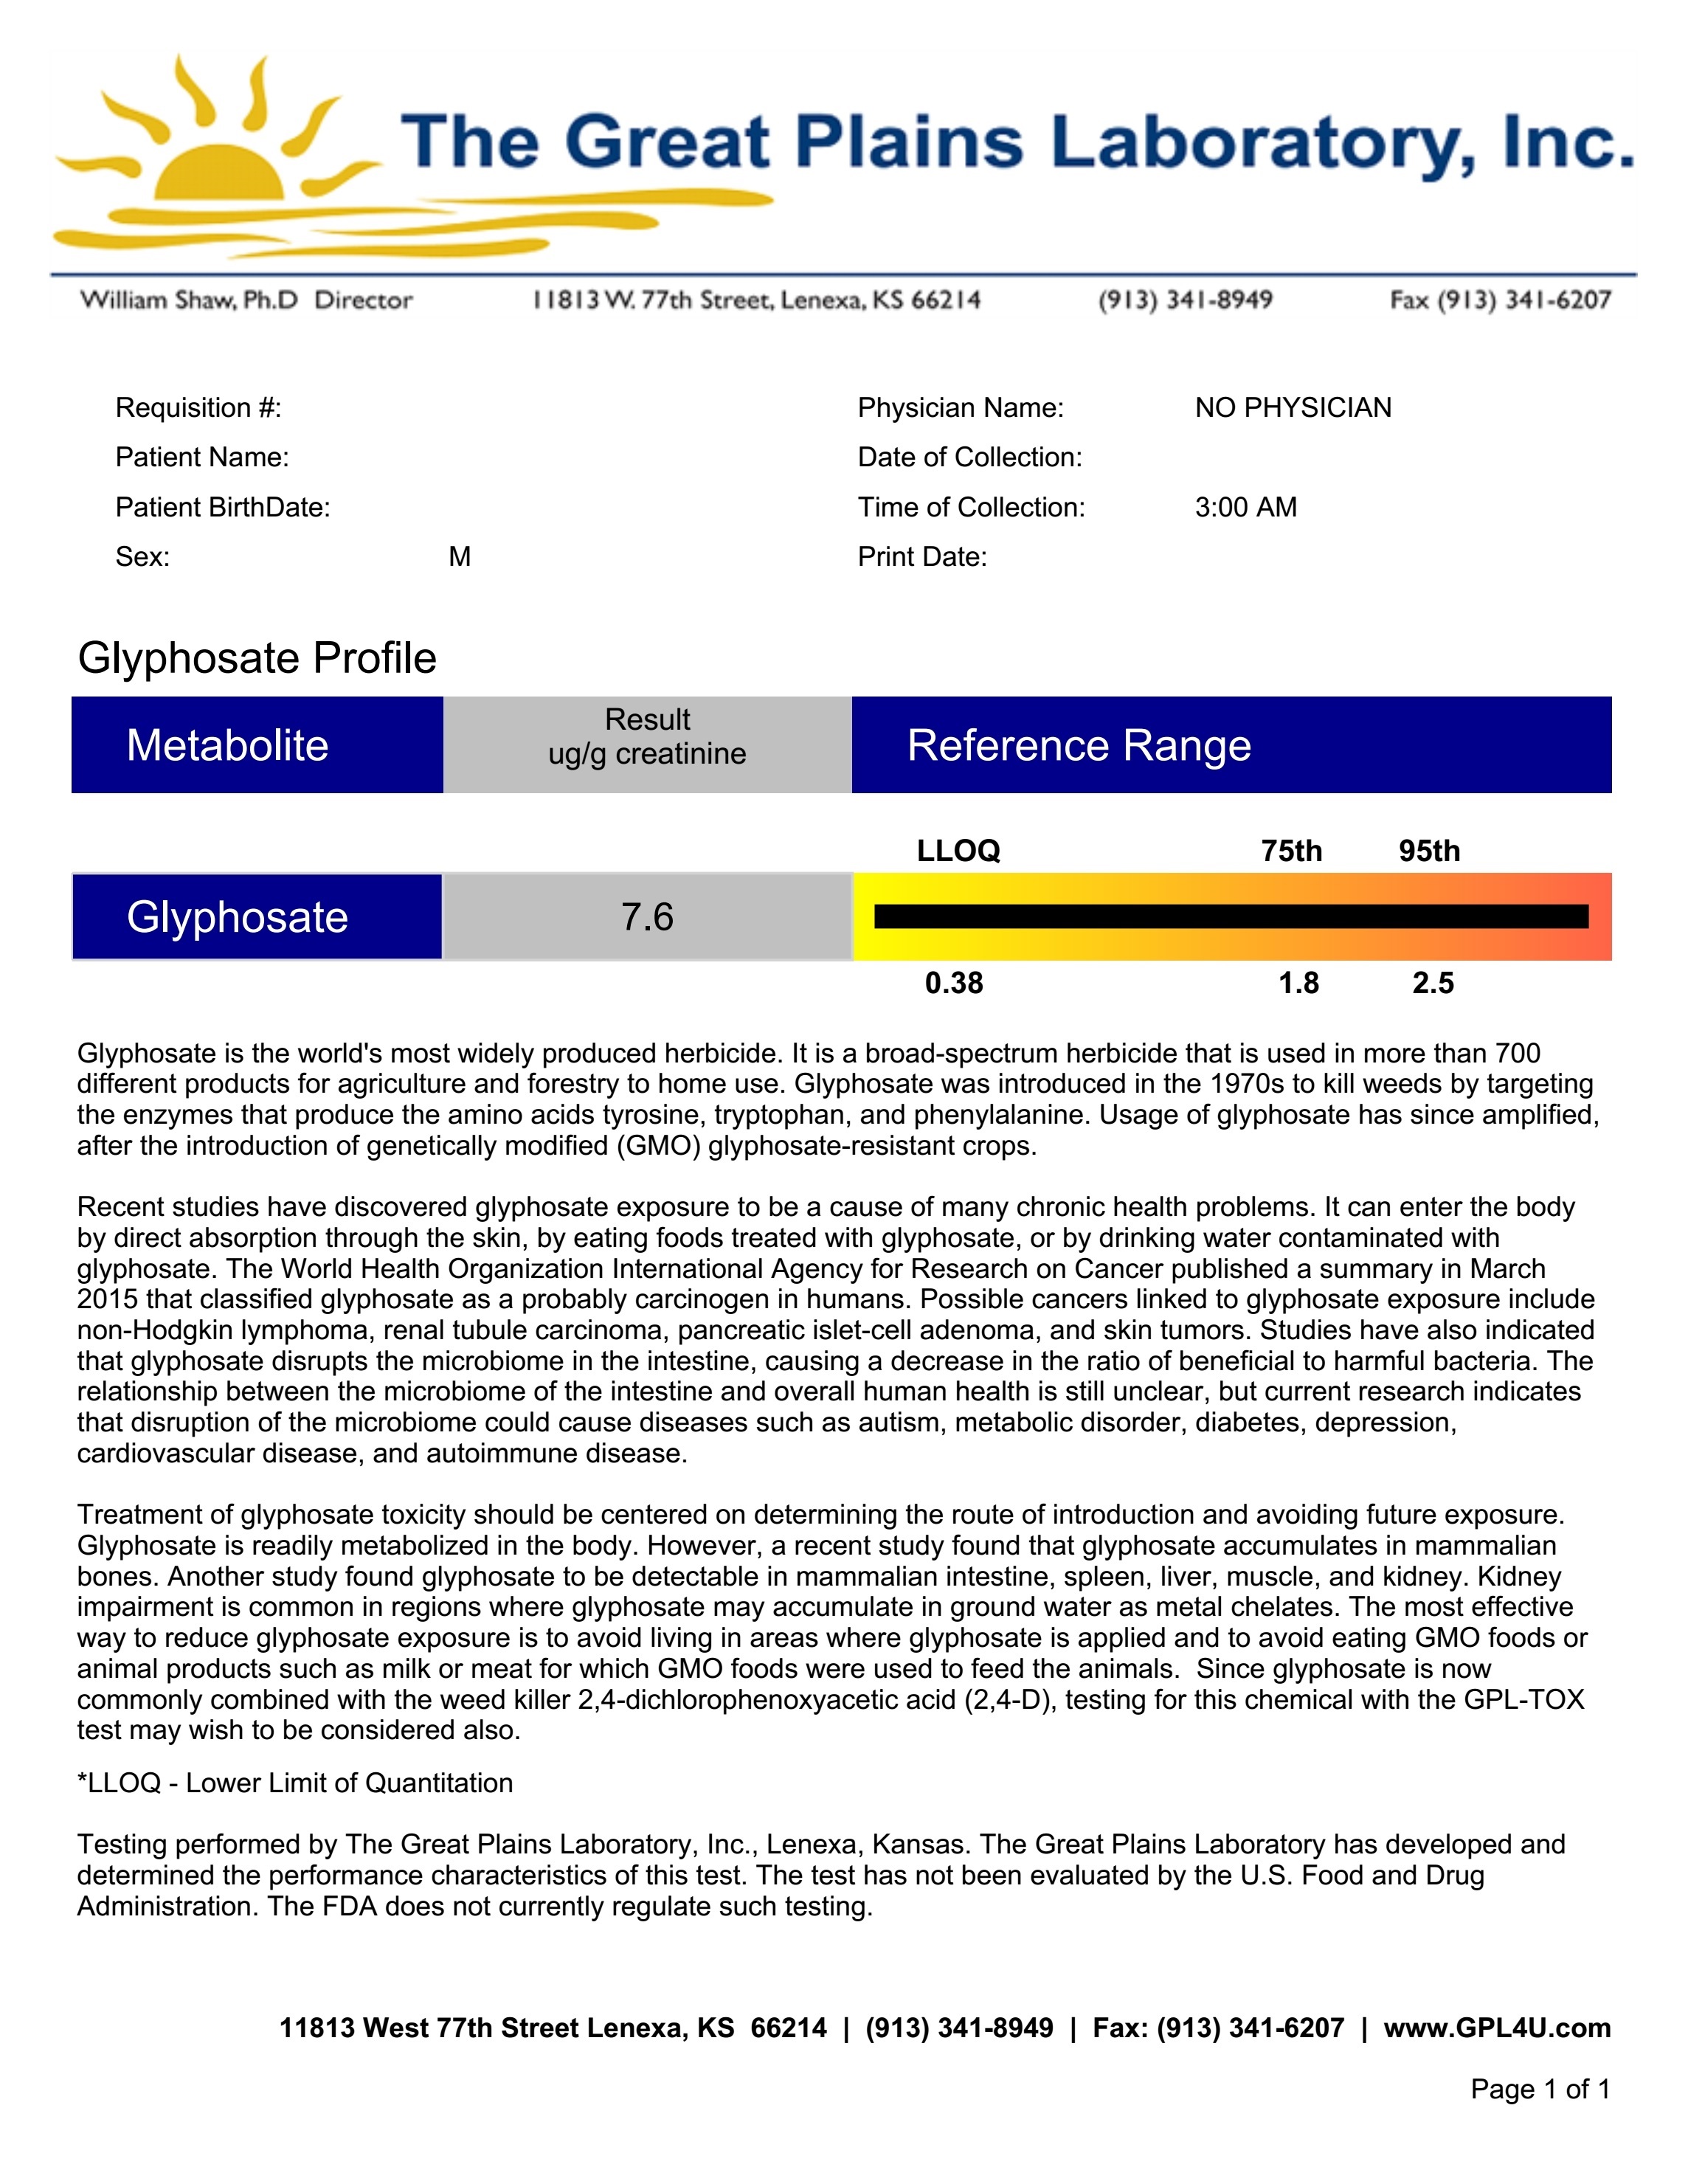 The Great Plains Laboratory, Inc.
William Shaw, Ph.D Director 11813 W. 77th Street, Lenexa, KS 66214 (913) 341-8949 Fax (913) 341-6207
Requisition #: Physician Name: NO PHYSICIAN
Patient Name: Date of Collection:
Patient BirthDate: Time of Collection: 3:00 AM
Sex: M Print Date:
Glyphosate Profile
Metabolite Result ug/g creatinine Reference Range
LLOQ 75th 95th
Glyphosate 7.6
0.38 1.8 2.5
Glyphosate is the world's most widely produced herbicide. It is a broad-spectrum herbicide that is used in more than 700
different products for agriculture and forestry to home use. Glyphosate was introduced in the 1970s to kill weeds by targeting
the enzymes that produce the amino acids tyrosine, tryptophan, and phenylalanine. Usage of glyphosate has since amplified,
after the introduction of genetically modified (GMO) glyphosate-resistant crops.
Recent studies have discovered glyphosate exposure to be a cause of many chronic health problems. It can enter the body
by direct absorption through the skin, by eating foods treated with glyphosate, or by drinking water contaminated with
glyphosate. The World Health Organization International Agency for Research on Cancer published a summary in March
2015 that classified glyphosate as a probably carcinogen in humans. Possible cancers linked to glyphosate exposure include
non-Hodgkin lymphoma, renal tubule carcinoma, pancreatic islet-cell adenoma, and skin tumors. Studies have also indicated
that glyphosate disrupts the microbiome in the intestine, causing a decrease in the ratio of beneficial to harmful bacteria. The
relationship between the microbiome of the intestine and overall human health is still unclear, but current research indicates
that disruption of the microbiome could cause diseases such as autism, metabolic disorder, diabetes, depression,
cardiovascular disease, and autoimmune disease.
Treatment of glyphosate toxicity should be centered on determining the route of introduction and avoiding future exposure.
Glyphosate is readily metabolized in the body. However, a recent study found that glyphosate accumulates in mammalian
bones. Another study found glyphosate to be detectable in mammalian intestine, spleen, liver, muscle, and kidney. Kidney
impairment is common in regions where glyphosate may accumulate in ground water as metal chelates. The most effective
way to reduce glyphosate exposure is to avoid living in areas where glyphosate is applied and to avoid eating GMO foods or
animal products such as milk or meat for which GMO foods were used to feed the animals. Since glyphosate is now
commonly combined with the weed killer 2,4-dichlorophenoxyacetic acid (2,4-D), testing for this chemical with the GPL-TOX
test may wish to be considered also.
*LLOQ - Lower Limit of Quantitation
Testing performed by The Great Plains Laboratory, Inc., Lenexa, Kansas. The Great Plains Laboratory has developed and
determined the performance characteristics of this test. The test has not been evaluated by the U.S. Food and Drug
Administration. The FDA does not currently regulate such testing.
11813 West 77th Street Lenexa, KS 66214 | (913) 341-8949 | Fax: (913) 341-6207 | www.GPL4U.com
Page 1 of 1